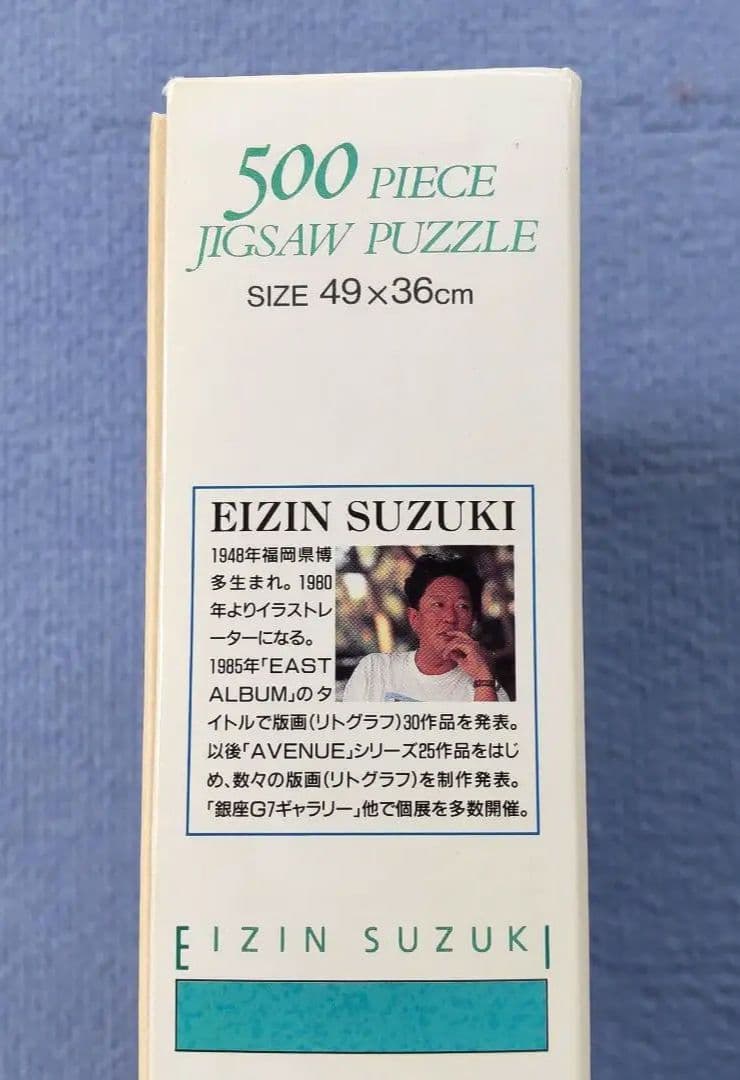 500 PIECE
JIGSAW PUZZLE
SIZE 49×36cm
EIZIN SUZUKI
1948年福岡県博
多生まれ。1980
年よりイラストレ
ーターになる。
1985年「EAST
ALBUM」のタ
イトルで版画(リトグラフ)30作品を発表。
以後「AVENUE」シリーズ25作品をはじ
め、数々の版画(リトグラフ)を制作発表。
「銀座G7ギャラリー」他で個展を多数開催。
EIZIN SUZUKI